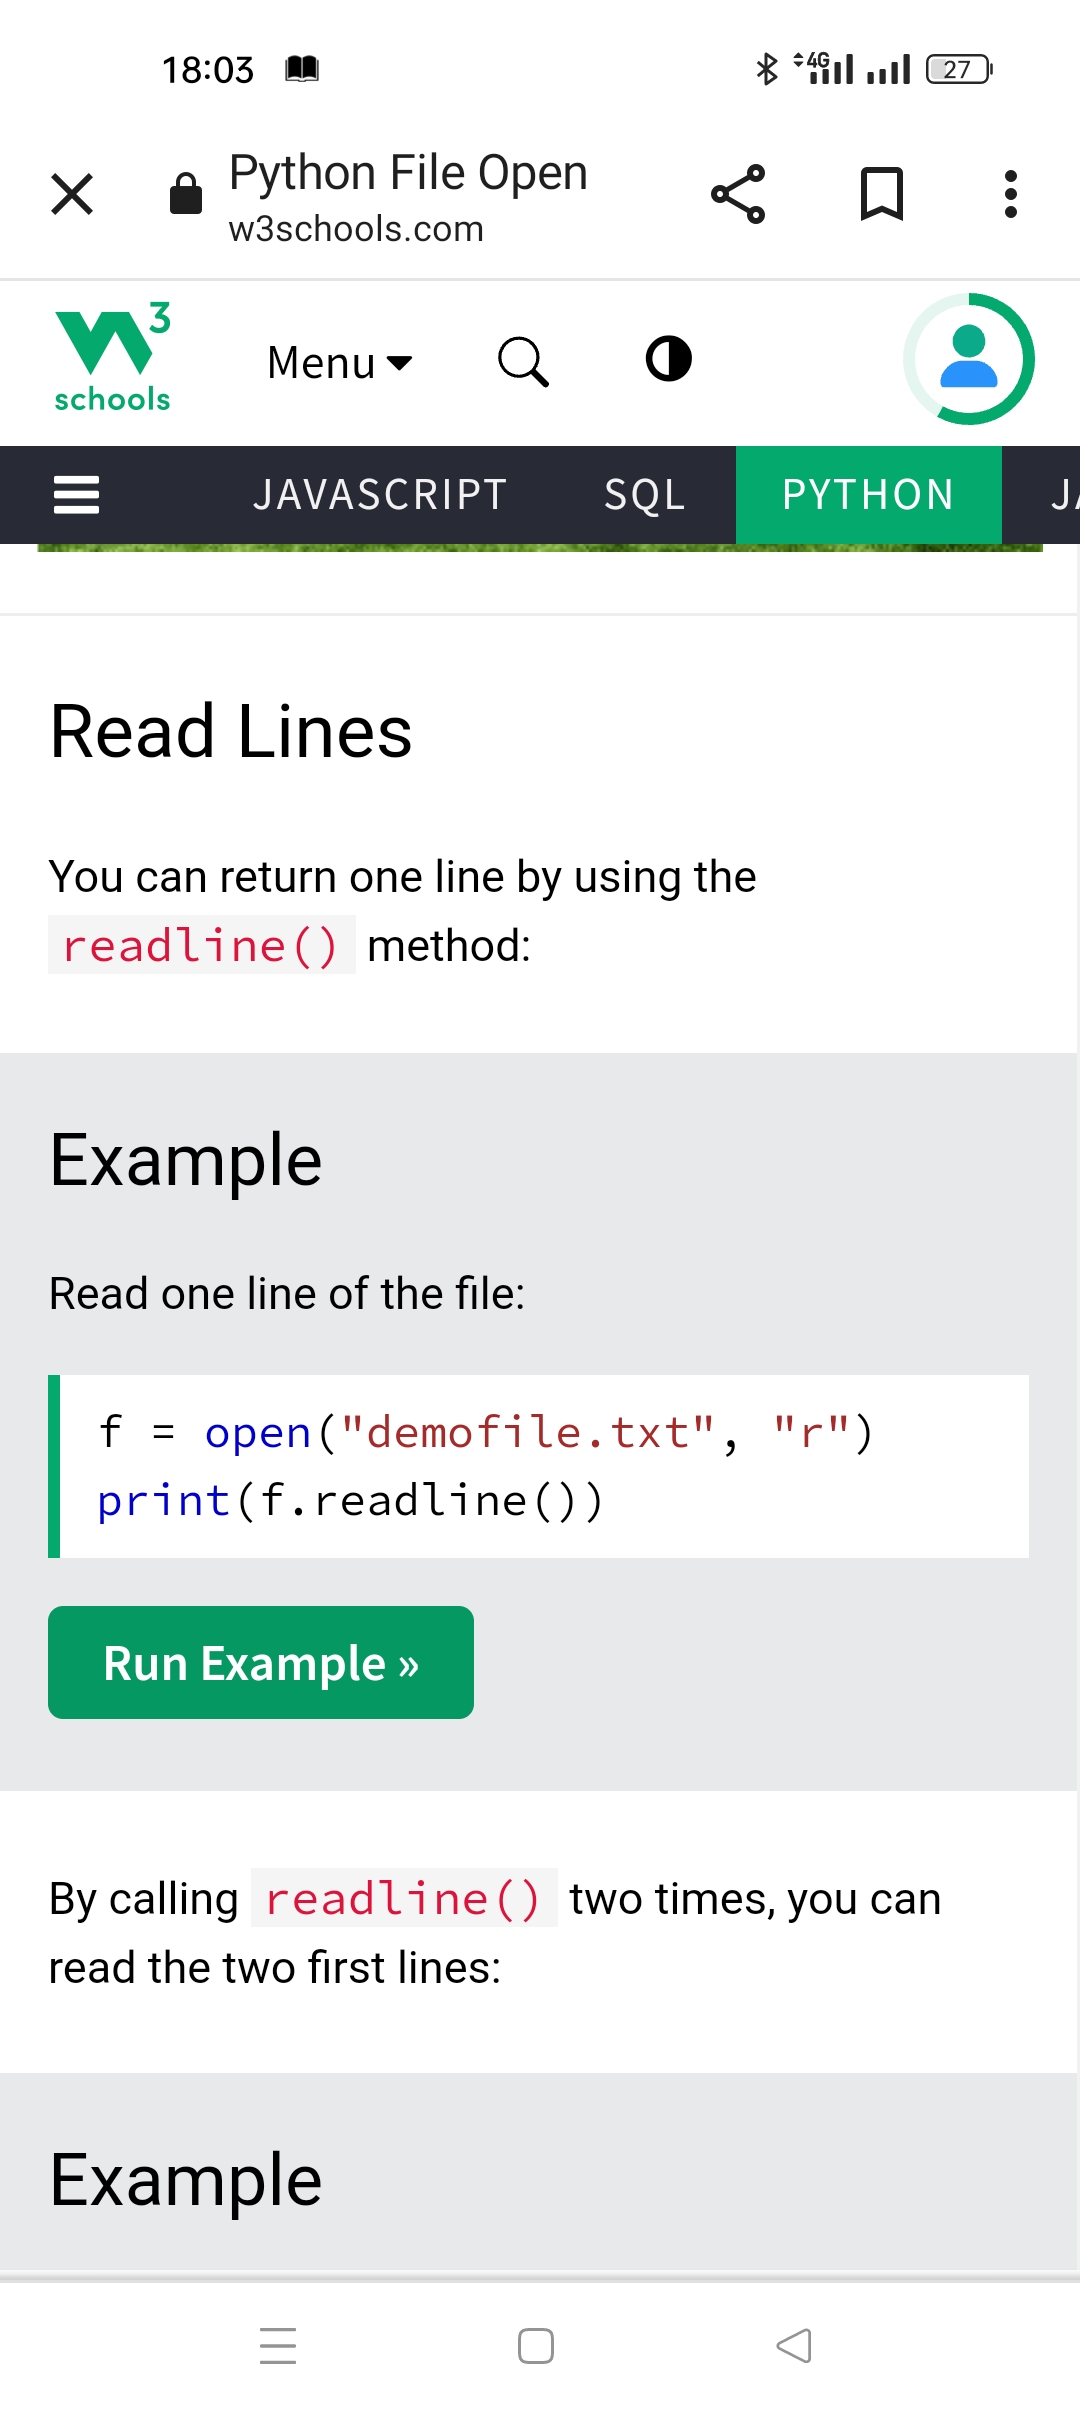 18:03
4G
27
Python File Open
w3schools.com
W3
schools
Menu
JAVASCRIPT SQL PYTHON JA
Read Lines
You can return one line by using the
readline() method:
Example
Read one line of the file:
f = open("demofile.txt", "r")
print(f.readline())
Run Example »
By calling readline() two times, you can
read the two first lines:
Example